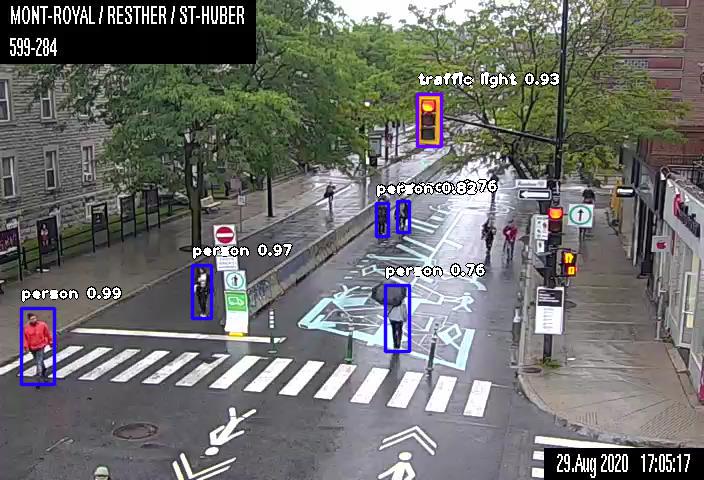 MONT-ROYAL / RESTHER / ST-HUBER
599-284
traffic light 0.93
person 0.82
person 0.97
person 0.76
person 0.99
29.Aug 2020 17:05:17